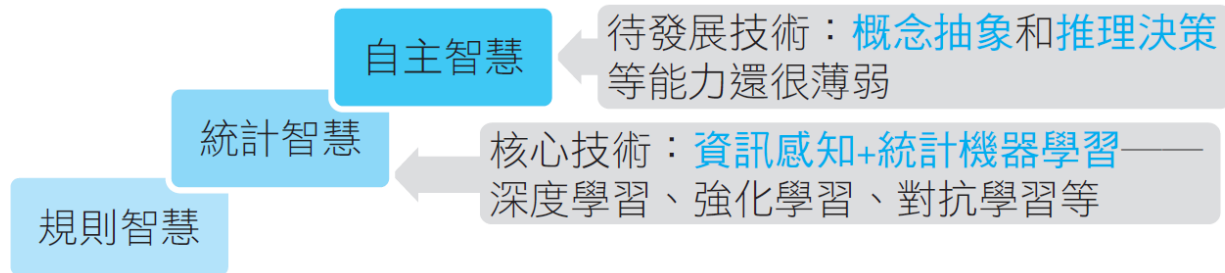 自主智慧
待發展技術：概念抽象和推理決策
等能力還很薄弱
統計智慧
核心技術：資訊感知+統計機器學習——
深度學習、強化學習、對抗學習等
規則智慧